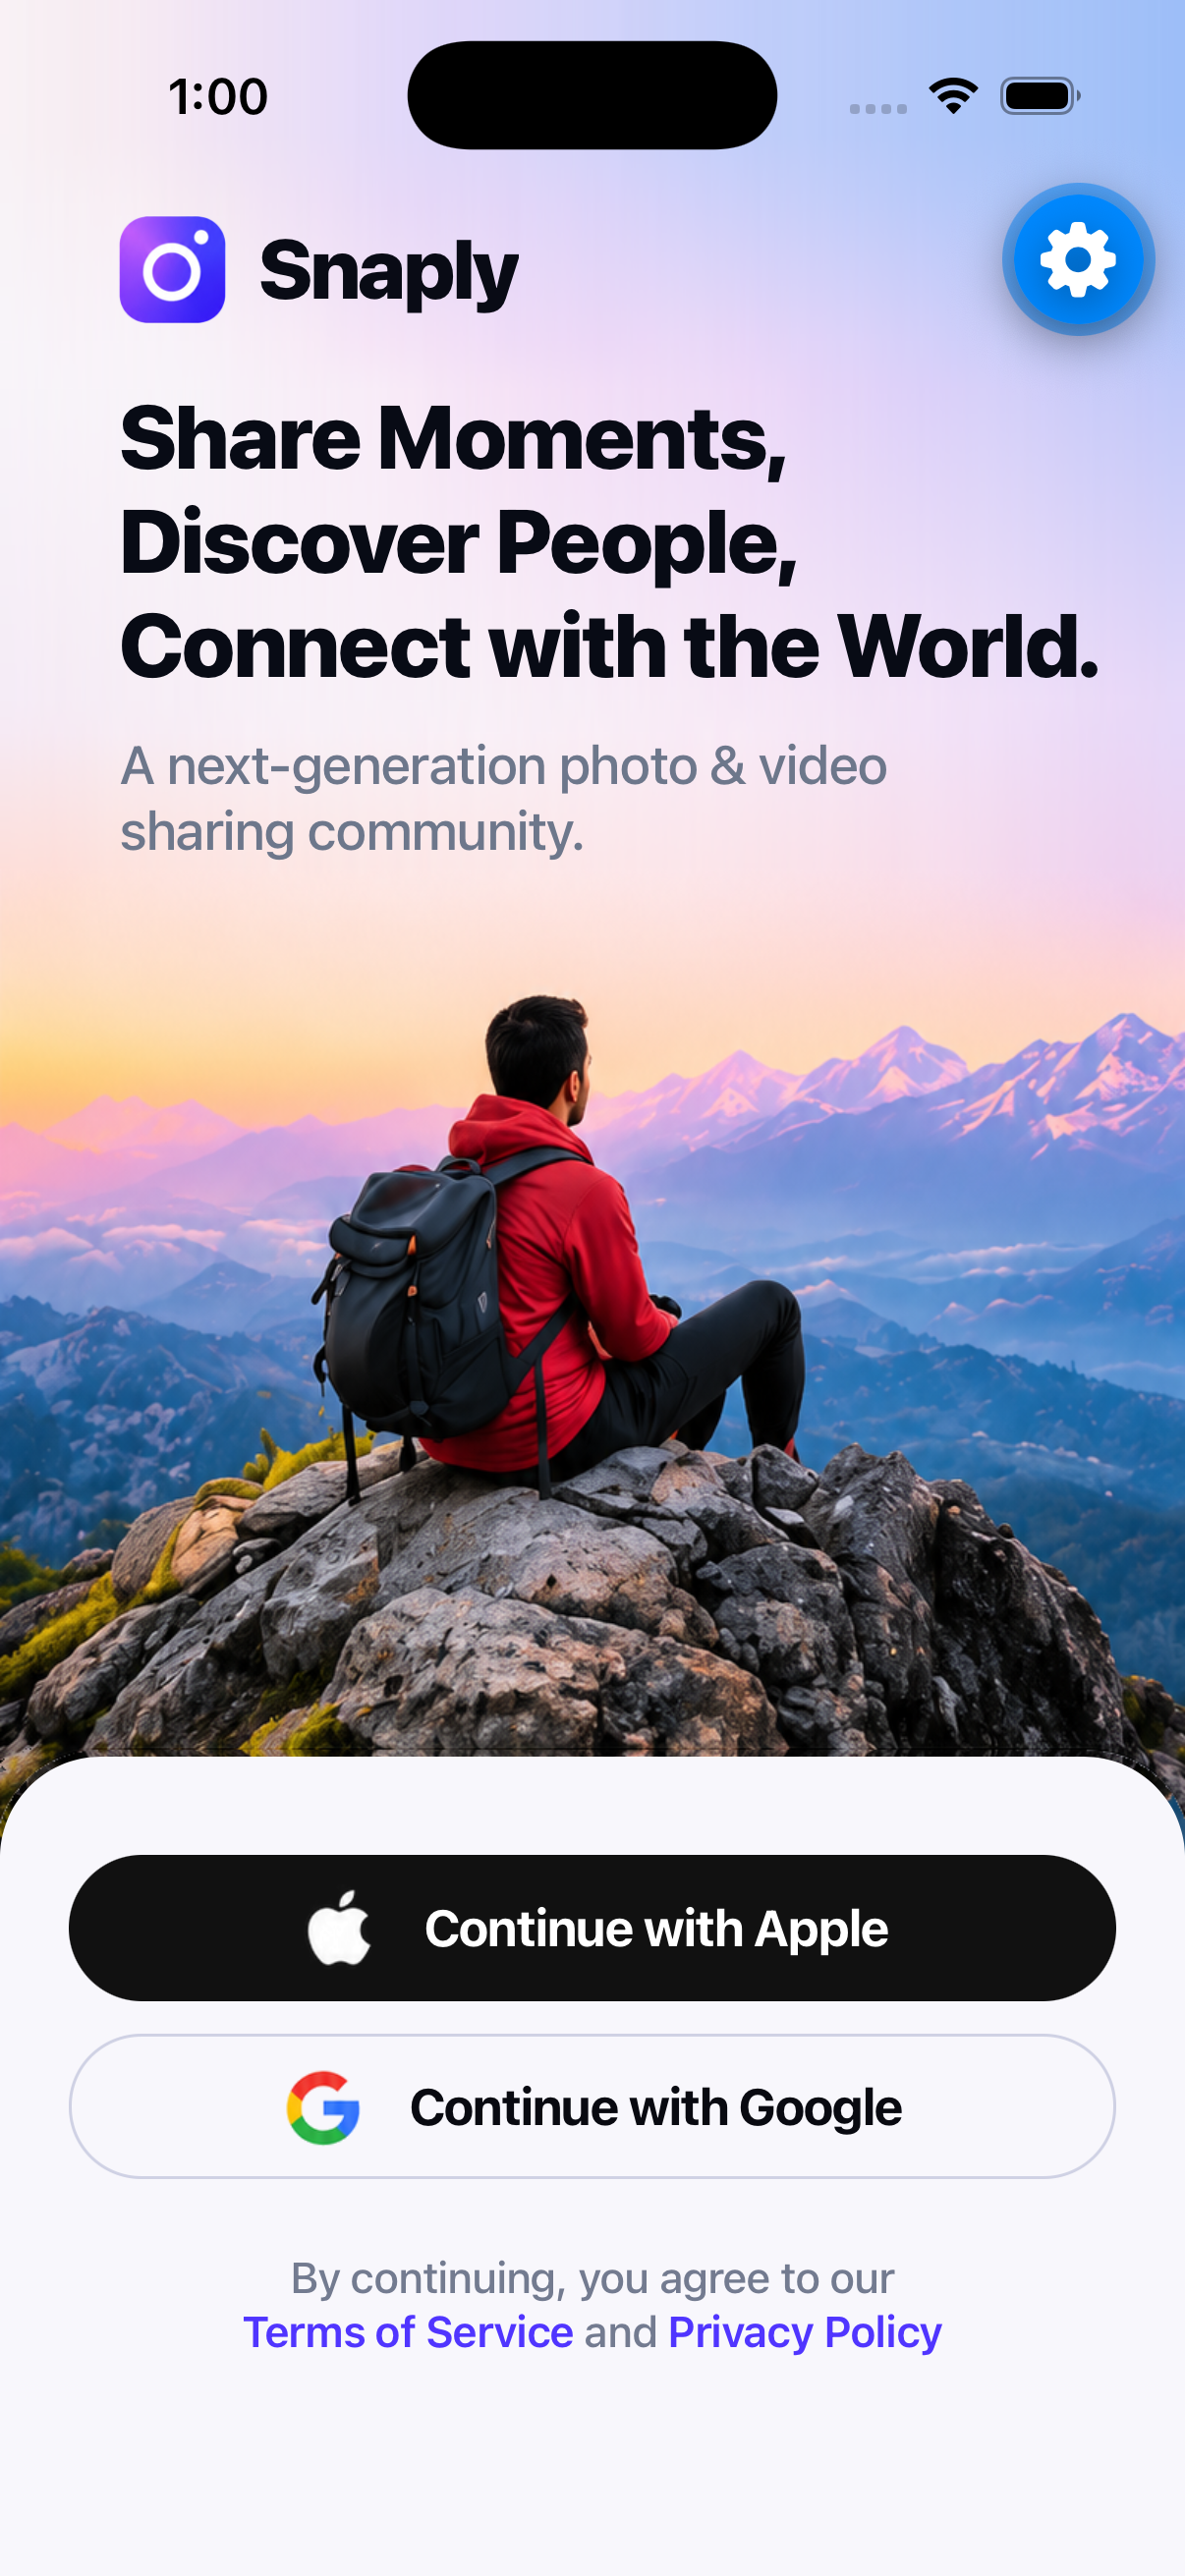 1:00
Snaply
Share Moments,
Discover People,
Connect with the World.
A next-generation photo & video
sharing community.
Continue with Apple
Continue with Google
By continuing, you agree to our
Terms of Service and Privacy Policy